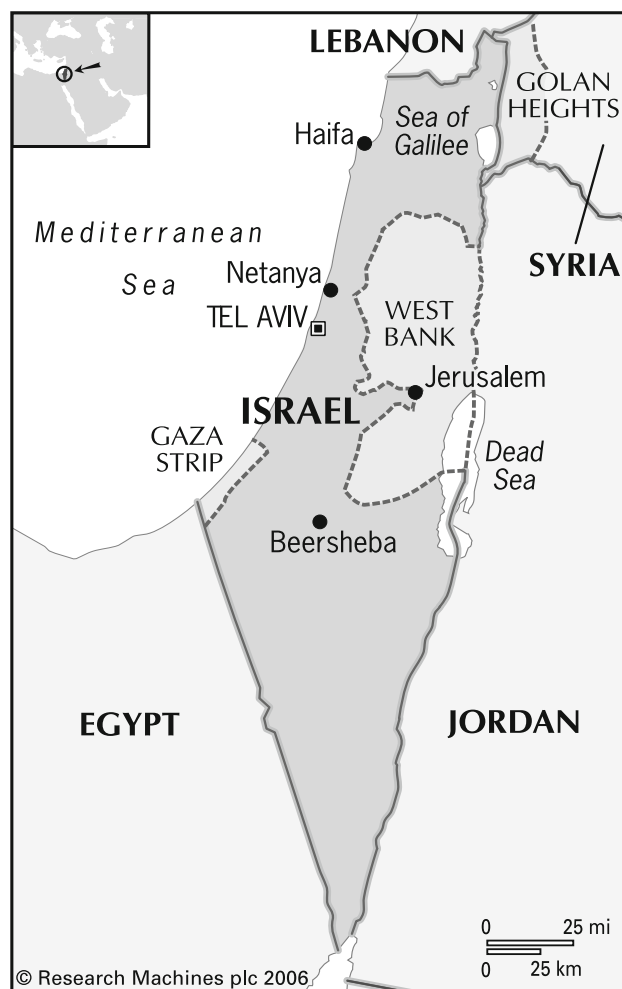 LEBANON
GOLAN
HEIGHTS
Sea of
Galilee
Haifa
Mediterranean
Sea
SYRIA
Netanya
TEL AVIV
WEST
BANK
Jerusalem
ISRAEL
GAZA
STRIP
Dead
Sea
Beersheba
EGYPT
JORDAN
0 25 mi
0 25 km
© Research Machines plc 2006